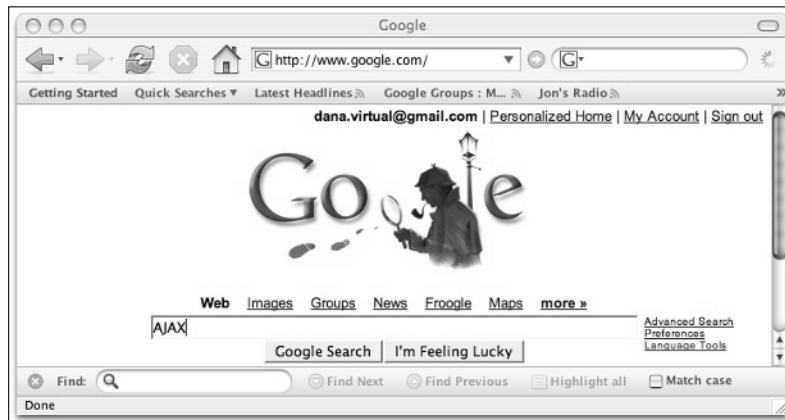 Google
G http://www.google.com/ G
Getting Started Quick Searches Latest Headlines Google Groups : M... Jon's Radio »
dana.virtual@gmail.com | Personalized Home | My Account | Sign out
Google
Web Images Groups News Froogle Maps more »
AJAX
Advanced Search
Preferences
Language Tools
Google Search I'm Feeling Lucky
Find: Find Next Find Previous Highlight all Match case
Done